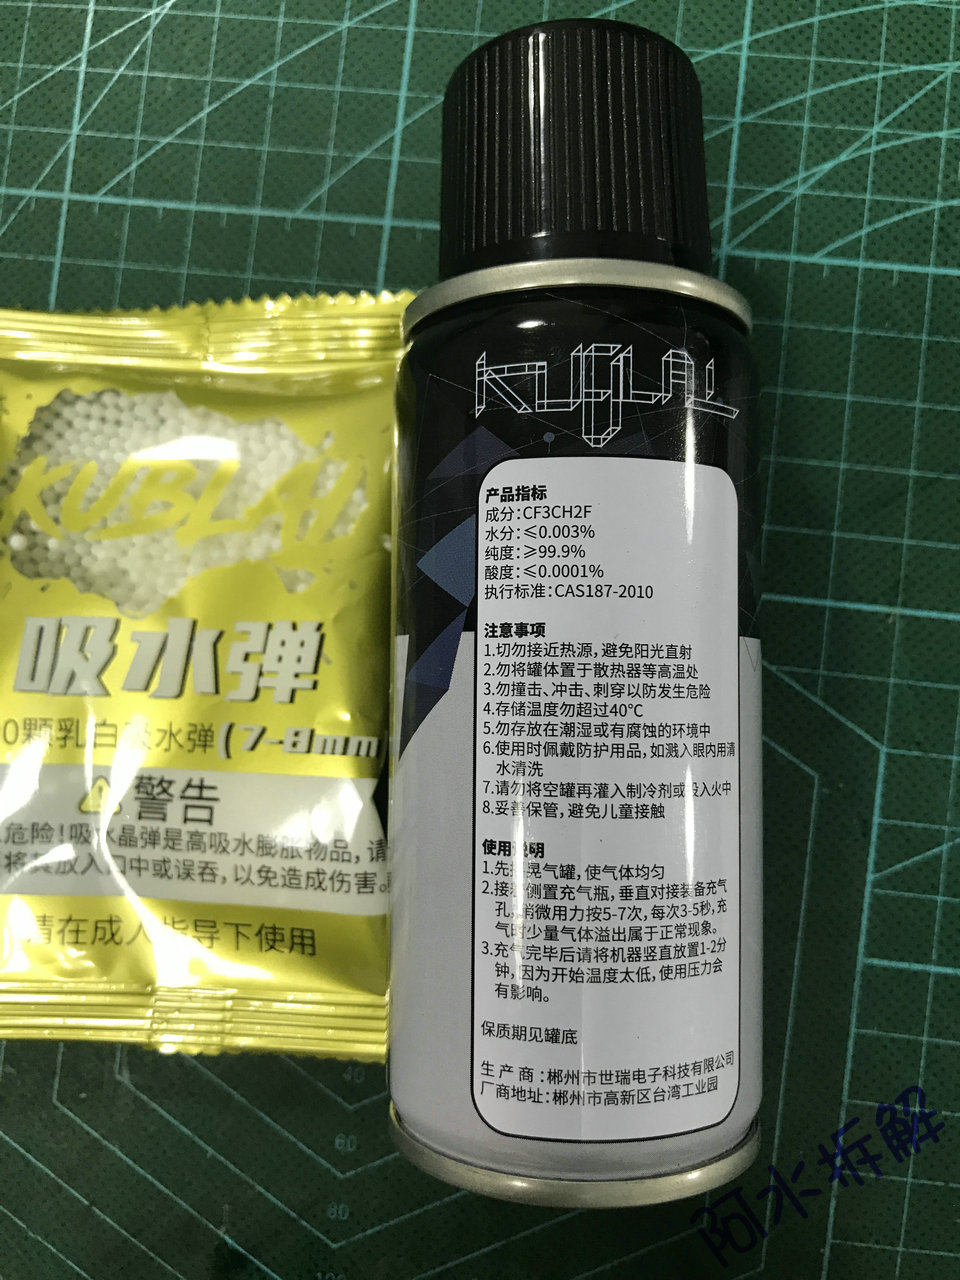 KUBLAI
产品指标
成分:CF3CH2F
水分:≤0.003%
纯度:≥99.9%
酸度:≤0.0001%
执行标准:CAS187-2010
注意事项
1.切勿接近热源,避免阳光直射
2.勿将罐体置于散热器等高温处
3.勿撞击、冲击、刺穿以防发生危险
4.存储温度勿超过40°C
5.勿存放在潮湿或有腐蚀的环境中
6.使用时佩戴防护用品,如溅入眼内用清
水清洗
7.请勿将空罐再灌入制冷剂或投入火中
8.妥善保管,避免儿童接触
使用说明
1.先摇晃气罐,使气体均匀
2.接着侧置充气瓶,垂直对接装备充气
孔,稍微用力按5-7次,每次3-5秒,充
气时少量气体溢出属于正常现象。
3.充气完毕后请将机器竖直放置1-2分
钟,因为开始温度太低,使用压力会
有影响。
保质期见罐底
生产商:郴州市世瑞电子科技有限公司
厂商地址:郴州市高新区台湾工业园
KUBLAI
吸水弹
0颗乳白吸水弹(7-8mm
警告
危险!吸水晶弹是高吸水膨胀物品,请
将其放入口中或误吞,以免造成伤害。
请在成人指导下使用
40
60
80
100
阿水拆解